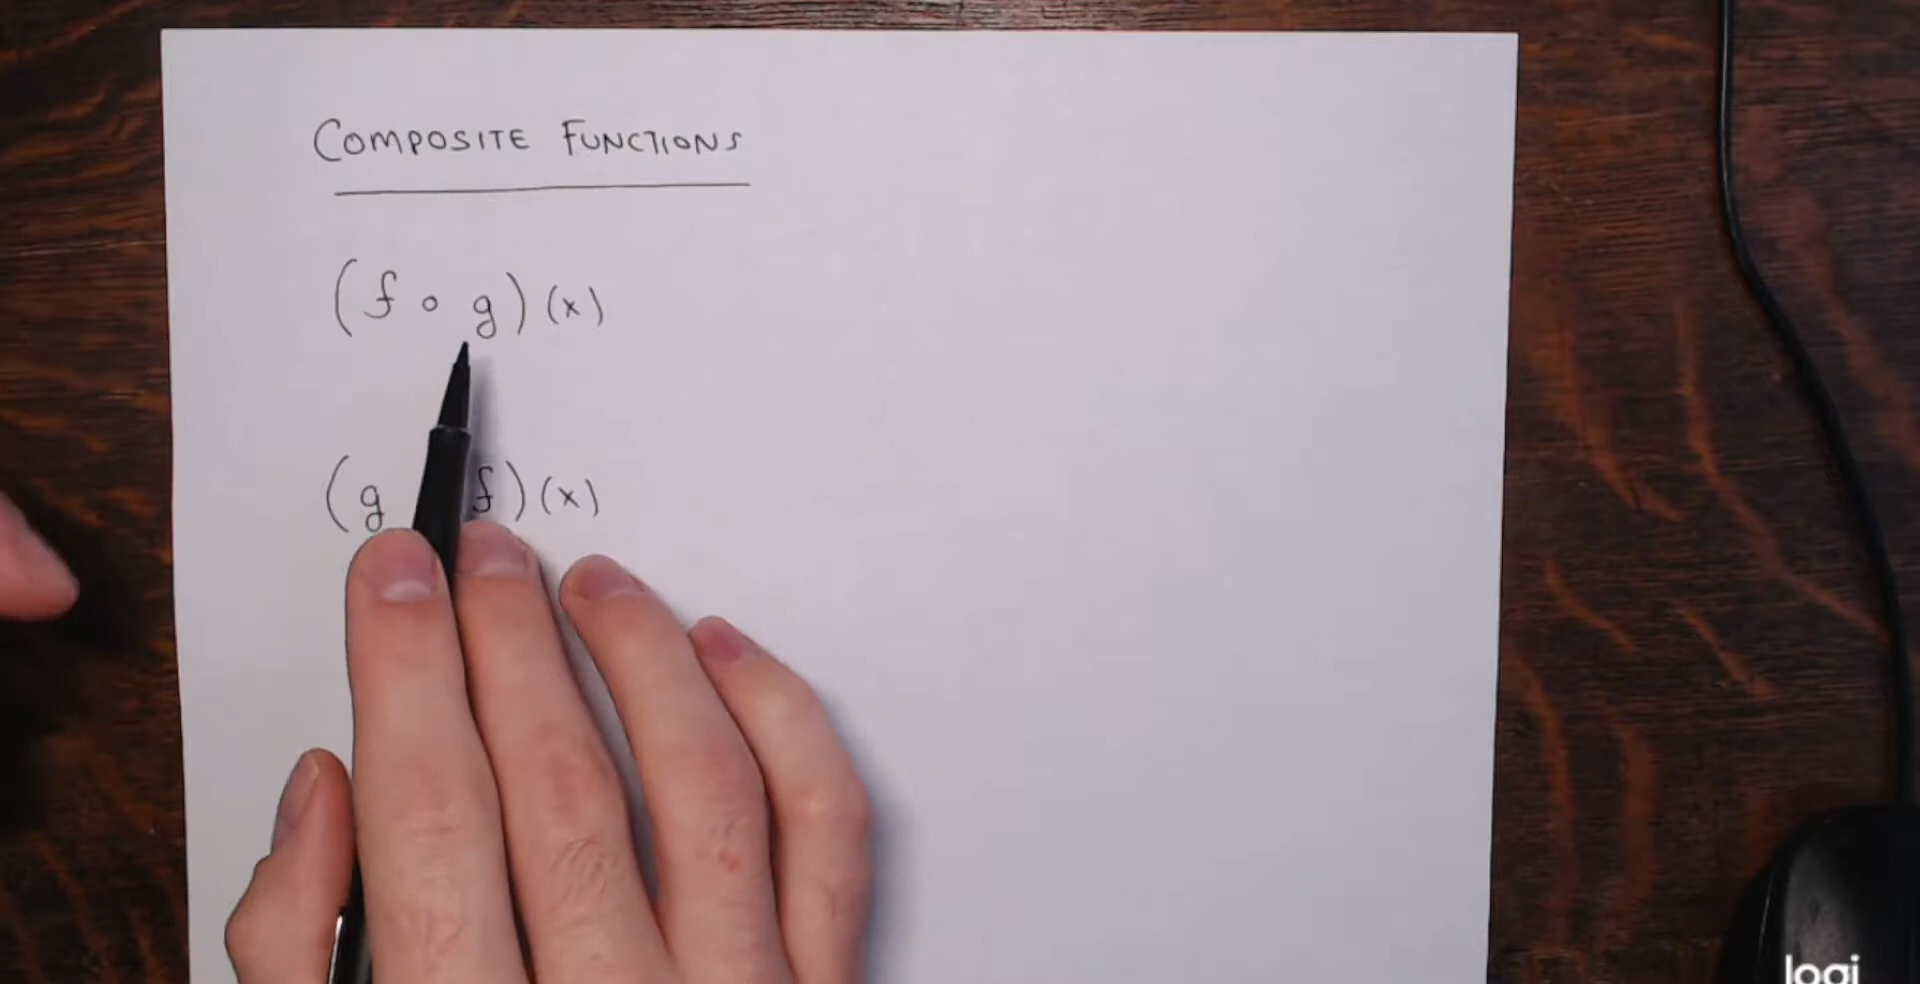 COMPOSITE FUNCTIONS
(f ∘ g)(x)
(g f)(x)
logi